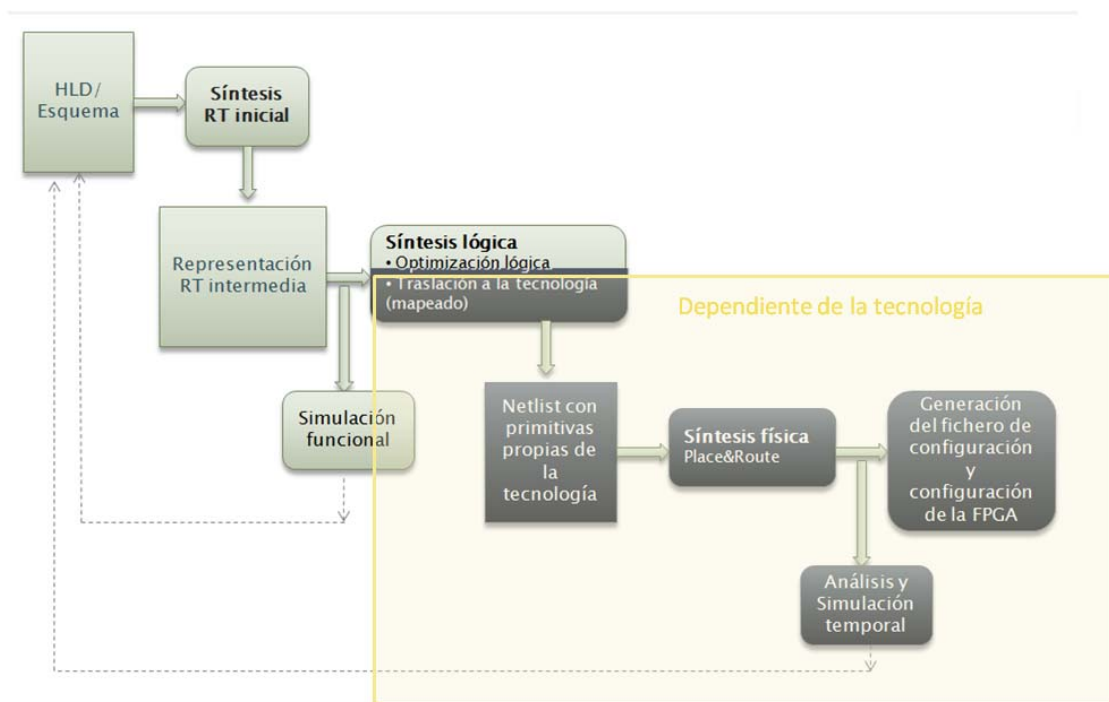 HLD/
Esquema
Síntesis
RT inicial
Representación
RT intermedia
Síntesis lógica
• Optimización lógica
• Traslación a la tecnología
(mapeado)
Dependiente de la tecnología
Simulación
funcional
Netlist con
primitivas
propias de
la
tecnología
Síntesis física
Place&Route
Generación
del fichero de
configuración
y
configuración
de la FPGA
Análisis y
Simulación
temporal